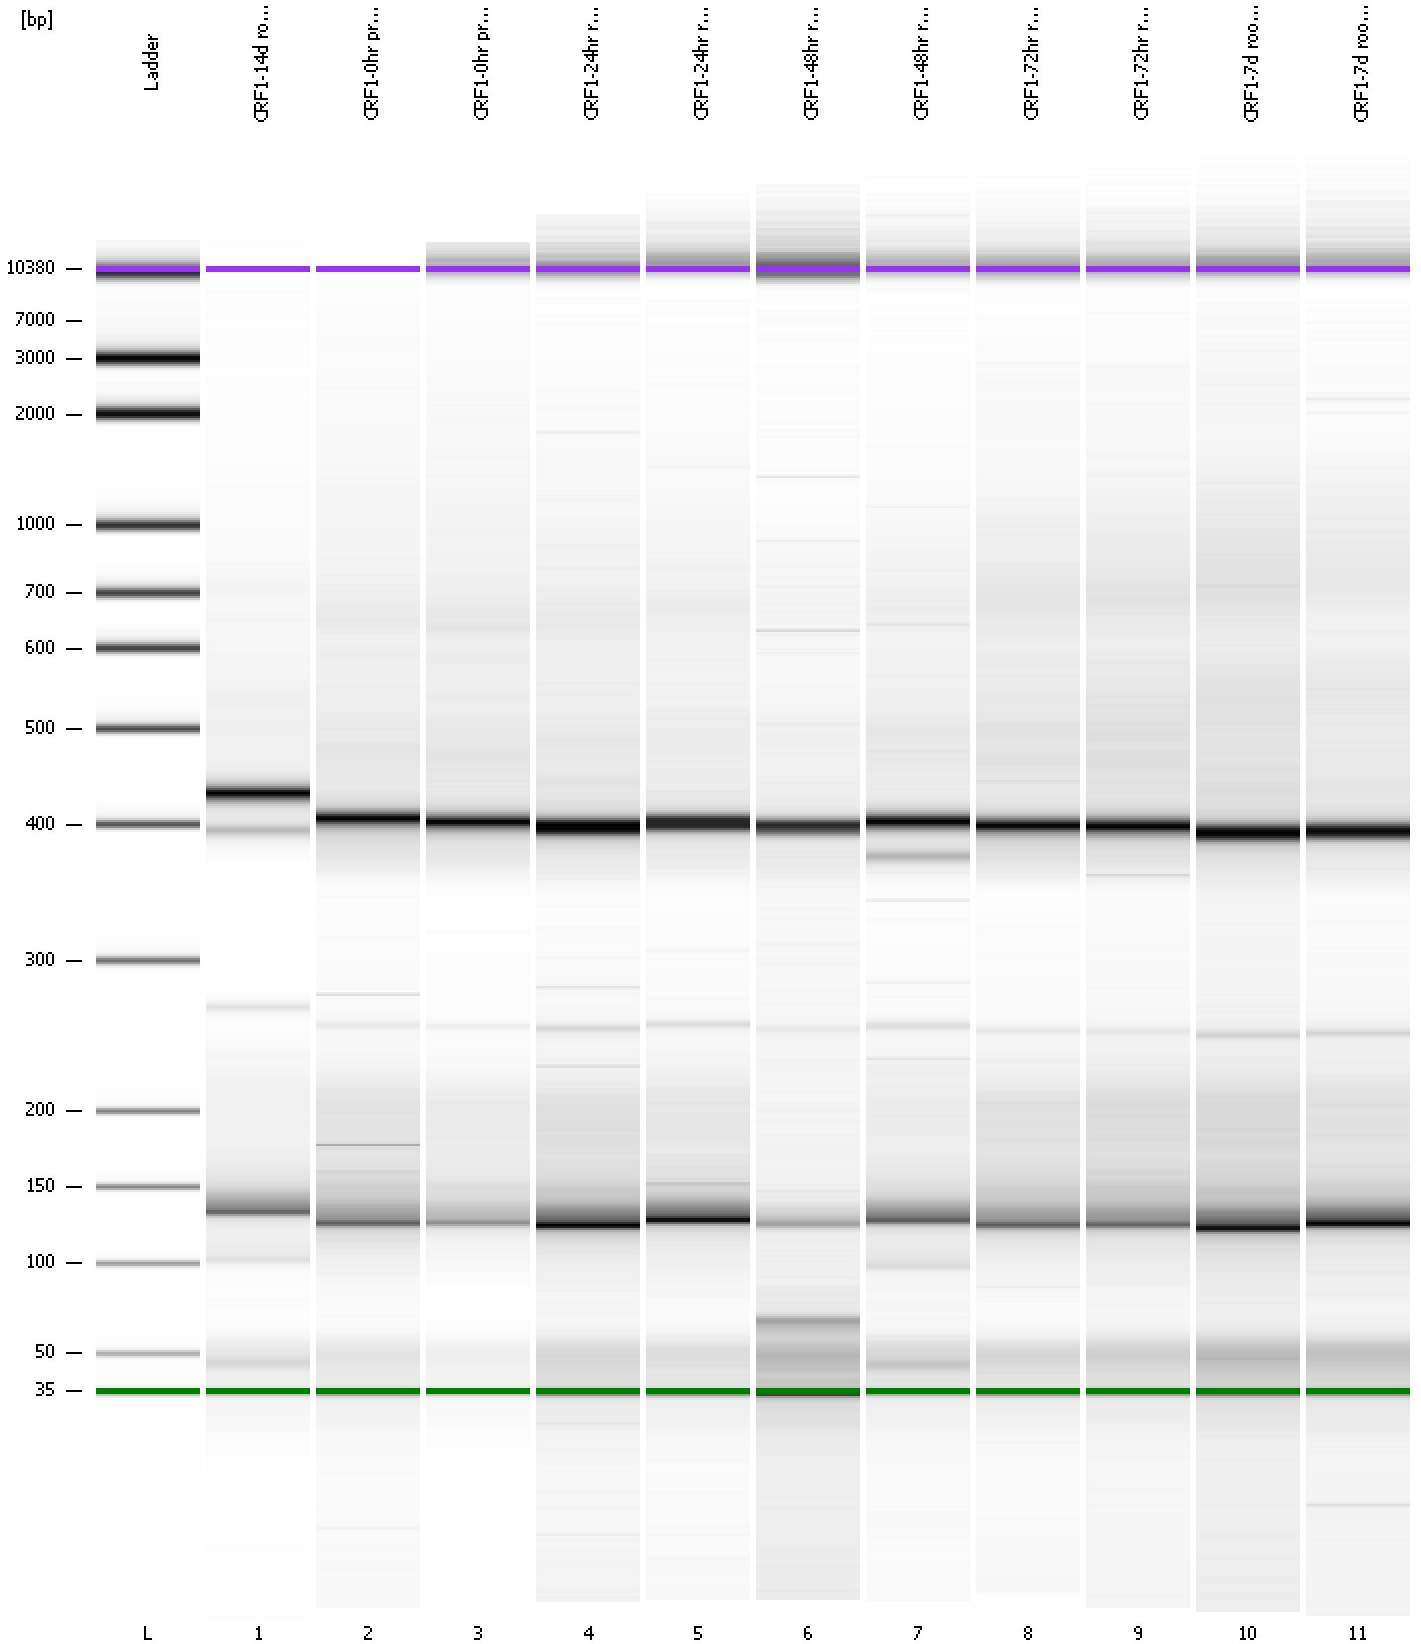 [bp]
Ladder
CRF1-14d ro...
CRF1-0hr pr...
CRF1-0hr pr...
CRF1-24hr r...
CRF1-24hr r...
CRF1-48hr r...
CRF1-48hr r...
CRF1-72hr r...
CRF1-72hr r...
CRF1-7d roo...
CRF1-7d roo...
10380
7000
3000
2000
1000
700
600
500
400
300
200
150
100
50
35
L 1 2 3 4 5 6 7 8 9 10 11